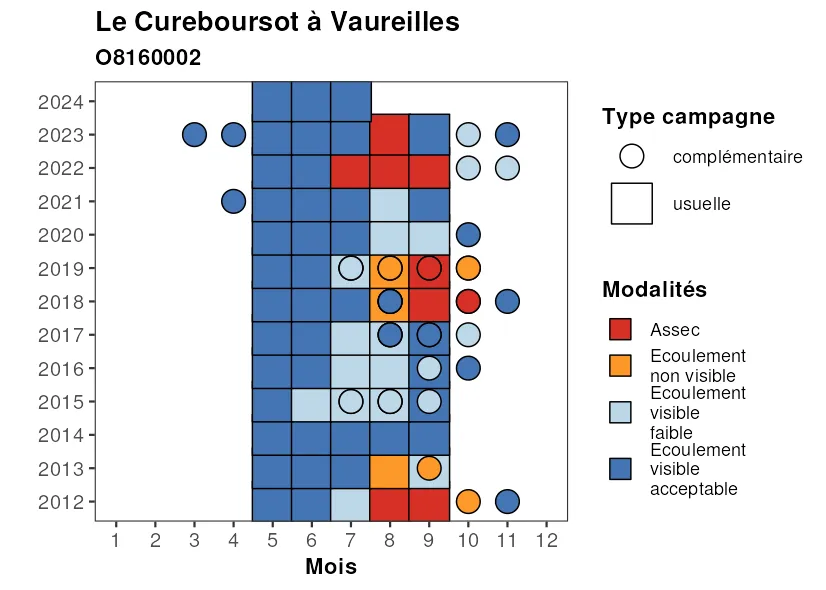 Le Cureboursot à Vaureilles
O8160002
2024
2023
2022
2021
2020
2019
2018
2017
2016
2015
2014
2013
2012
1 2 3 4 5 6 7 8 9 10 11 12
Mois
Type campagne
complémentaire
usuelle
Modalités
Assec
Ecoulement
non visible
Ecoulement
visible
faible
Ecoulement
visible
acceptable